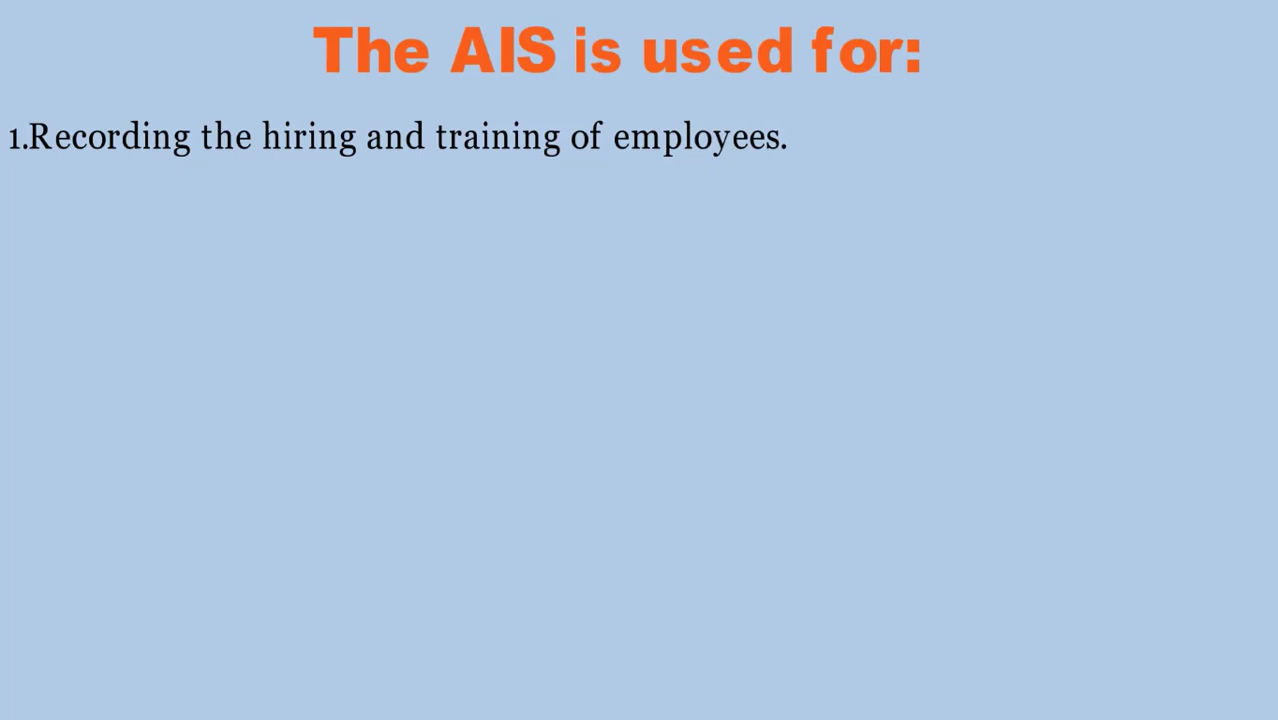 The AIS is used for:
1.Recording the hiring and training of employees.